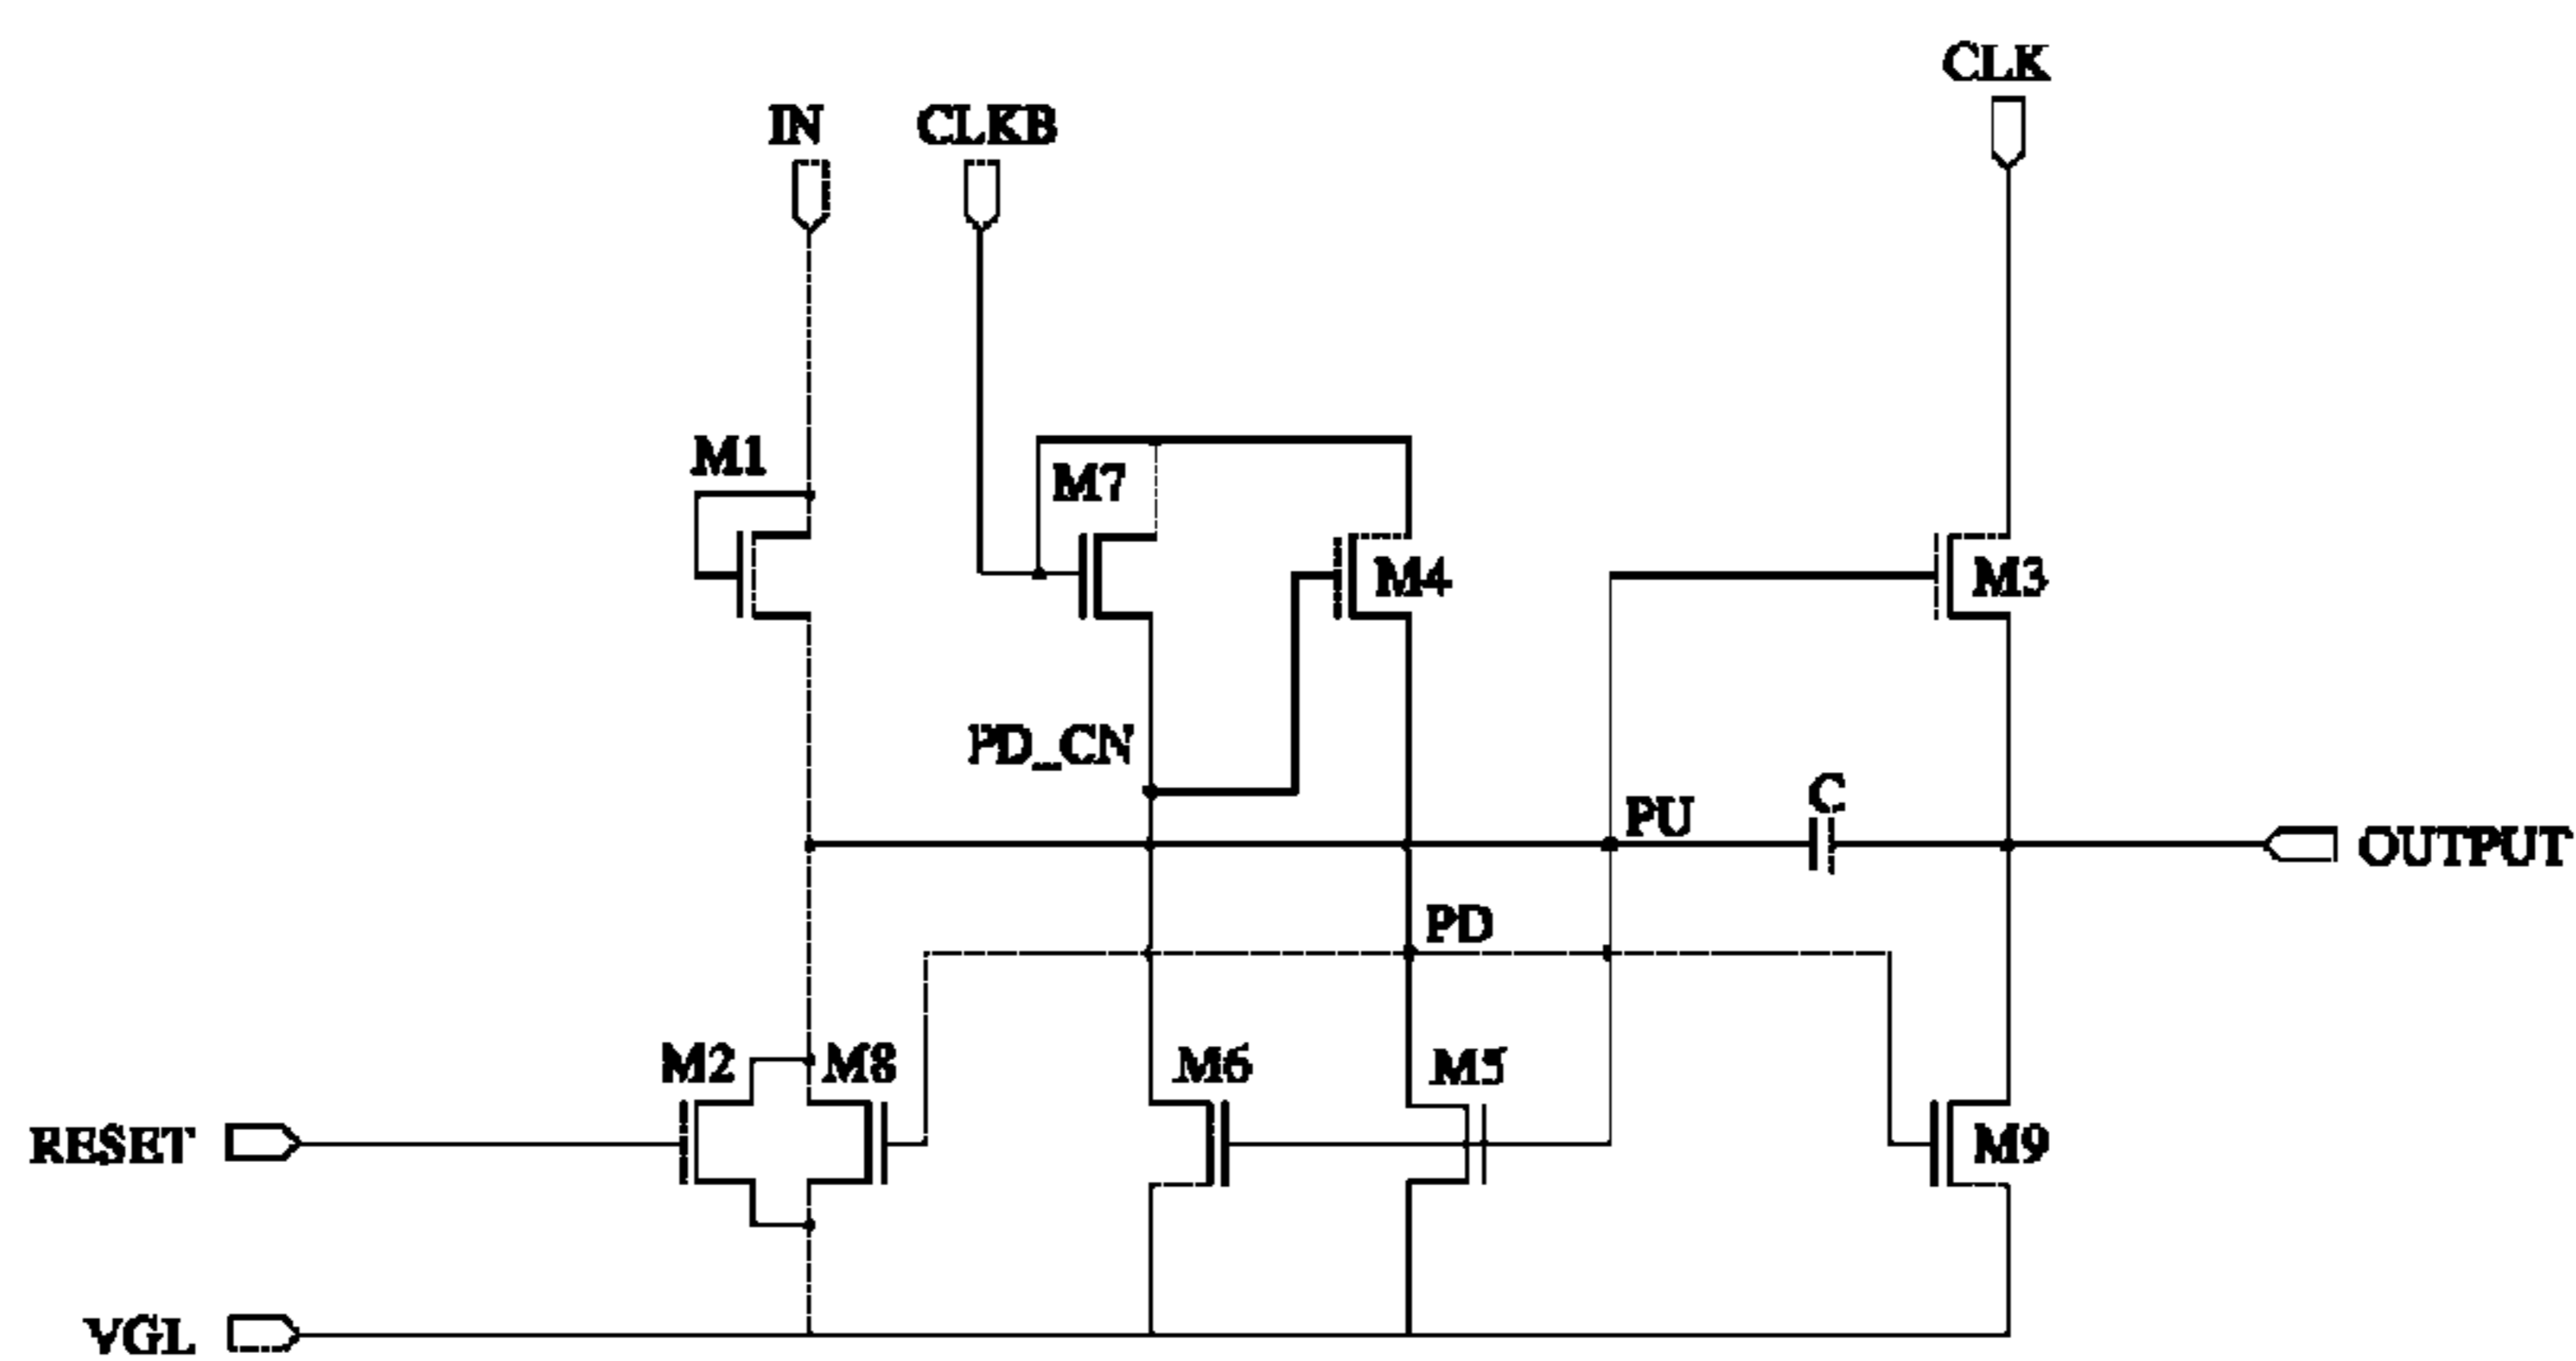 CLK
IN
CLKB
M1
M7
M4
M3
PD_CN
C
PU
OUTPUT
PD
M2
M8
M6
M5
RESET
M9
VGL